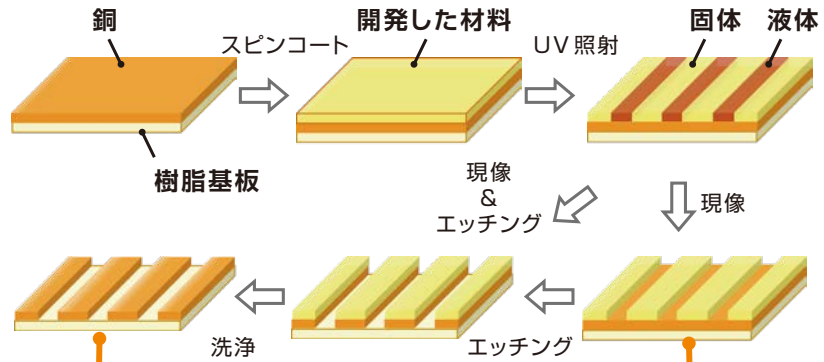 銅
スピンコート
開発した材料
UV照射
固体
液体
樹脂基板
現像
&
エッチング
現像
洗浄
エッチング